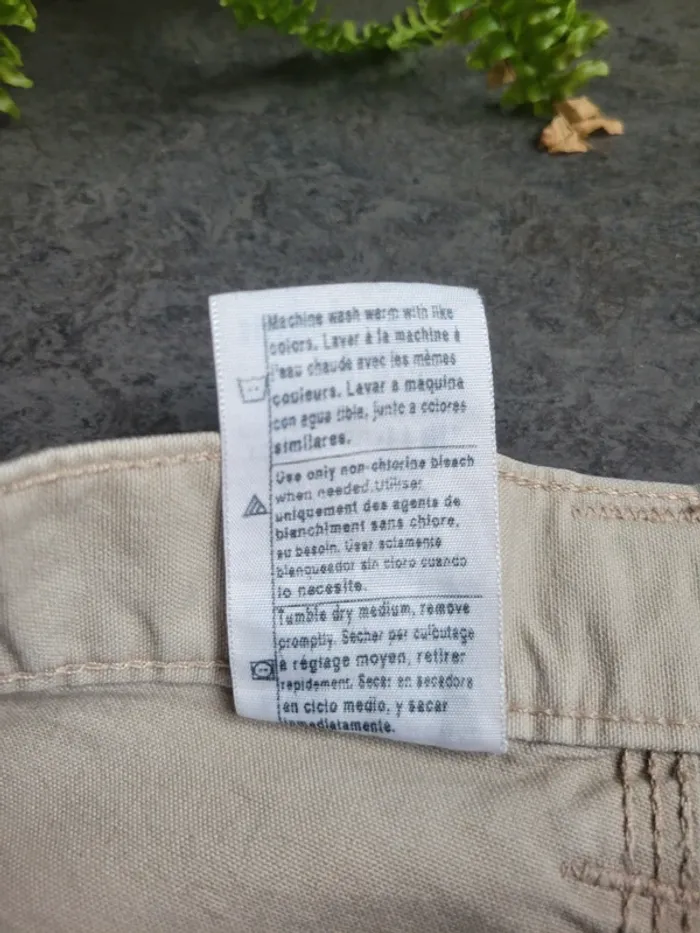 Machine wash warm with like
colors. Laver à la machine à
l'eau chaude avec les mêmes
couleurs. Lavar a maquina
con agua tibia, junto a colores
similares.
Use only non-chlorine bleach
when needed.Utiliser
uniquement des agents de
blanchiment sans chlore,
au besoin. Usar solamente
blanqueador sin cloro cuando
lo necesite.
Tumble dry medium, remove
promptly. Sécher par culbutage
à réglage moyen, retirer
rapidement. Secar en secadora
en ciclo medio, y sacar
inmediatamente.